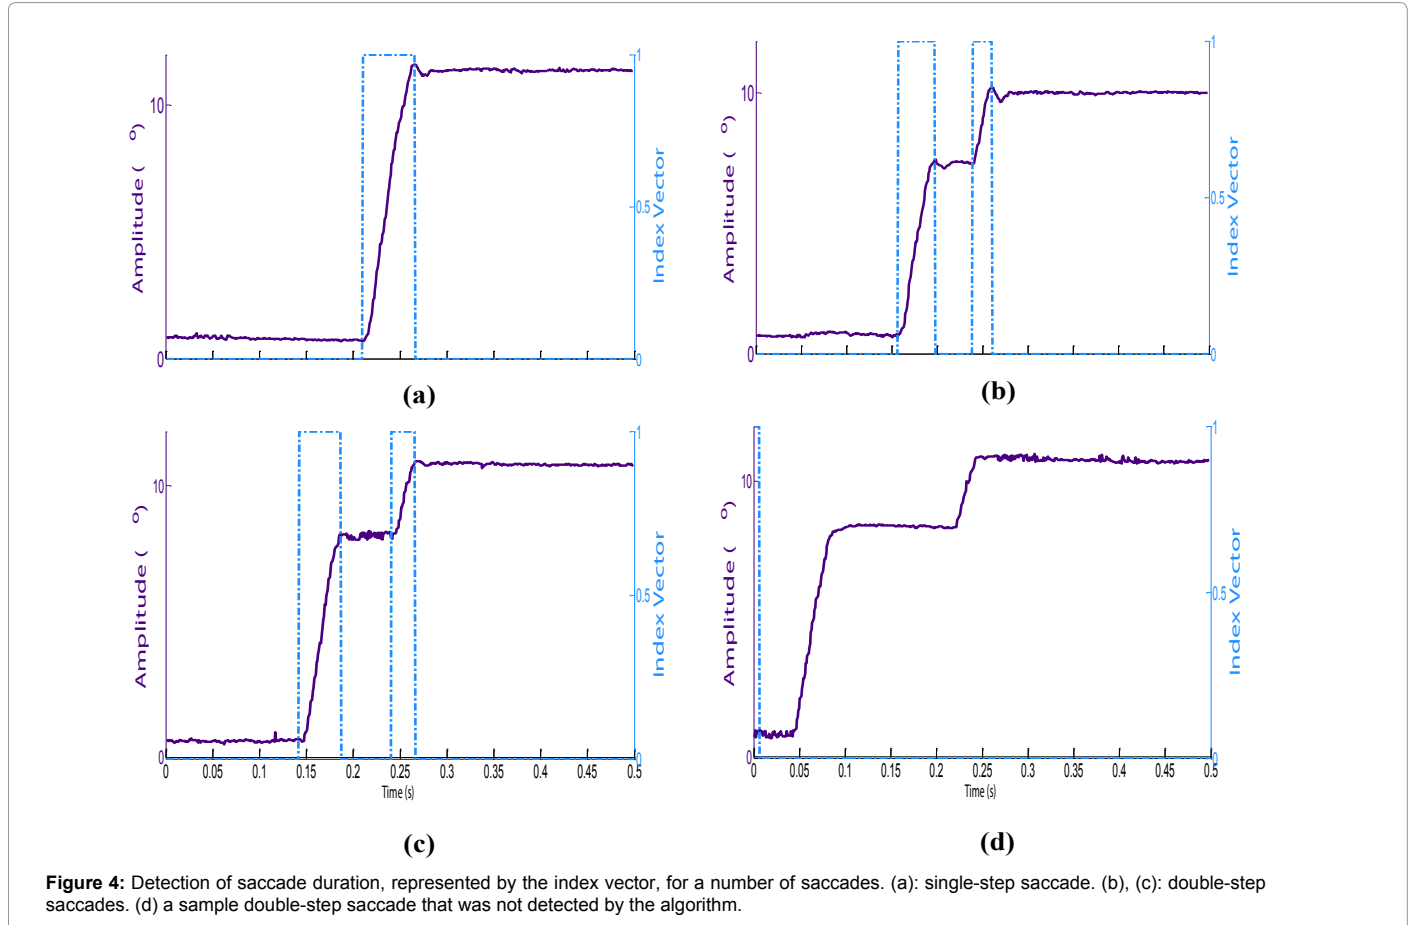 10
0
Amplitude ( o)
1
0.5
0
Index Vector
(a)
10
0
Amplitude ( o)
1
0.5
0
Index Vector
(b)
10
0
Amplitude ( o)
1
0.5
0
Index Vector
0 0.05 0.1 0.15 0.2 0.25 0.3 0.35 0.4 0.45 0.5
Time (s)
(c)
10
0
Amplitude ( o)
1
0.5
0
Index Vector
0 0.05 0.1 0.15 0.2 0.25 0.3 0.35 0.4 0.45 0.5
Time (s)
(d)
Figure 4: Detection of saccade duration, represented by the index vector, for a number of saccades. (a): single-step saccade. (b), (c): double-step
saccades. (d) a sample double-step saccade that was not detected by the algorithm.